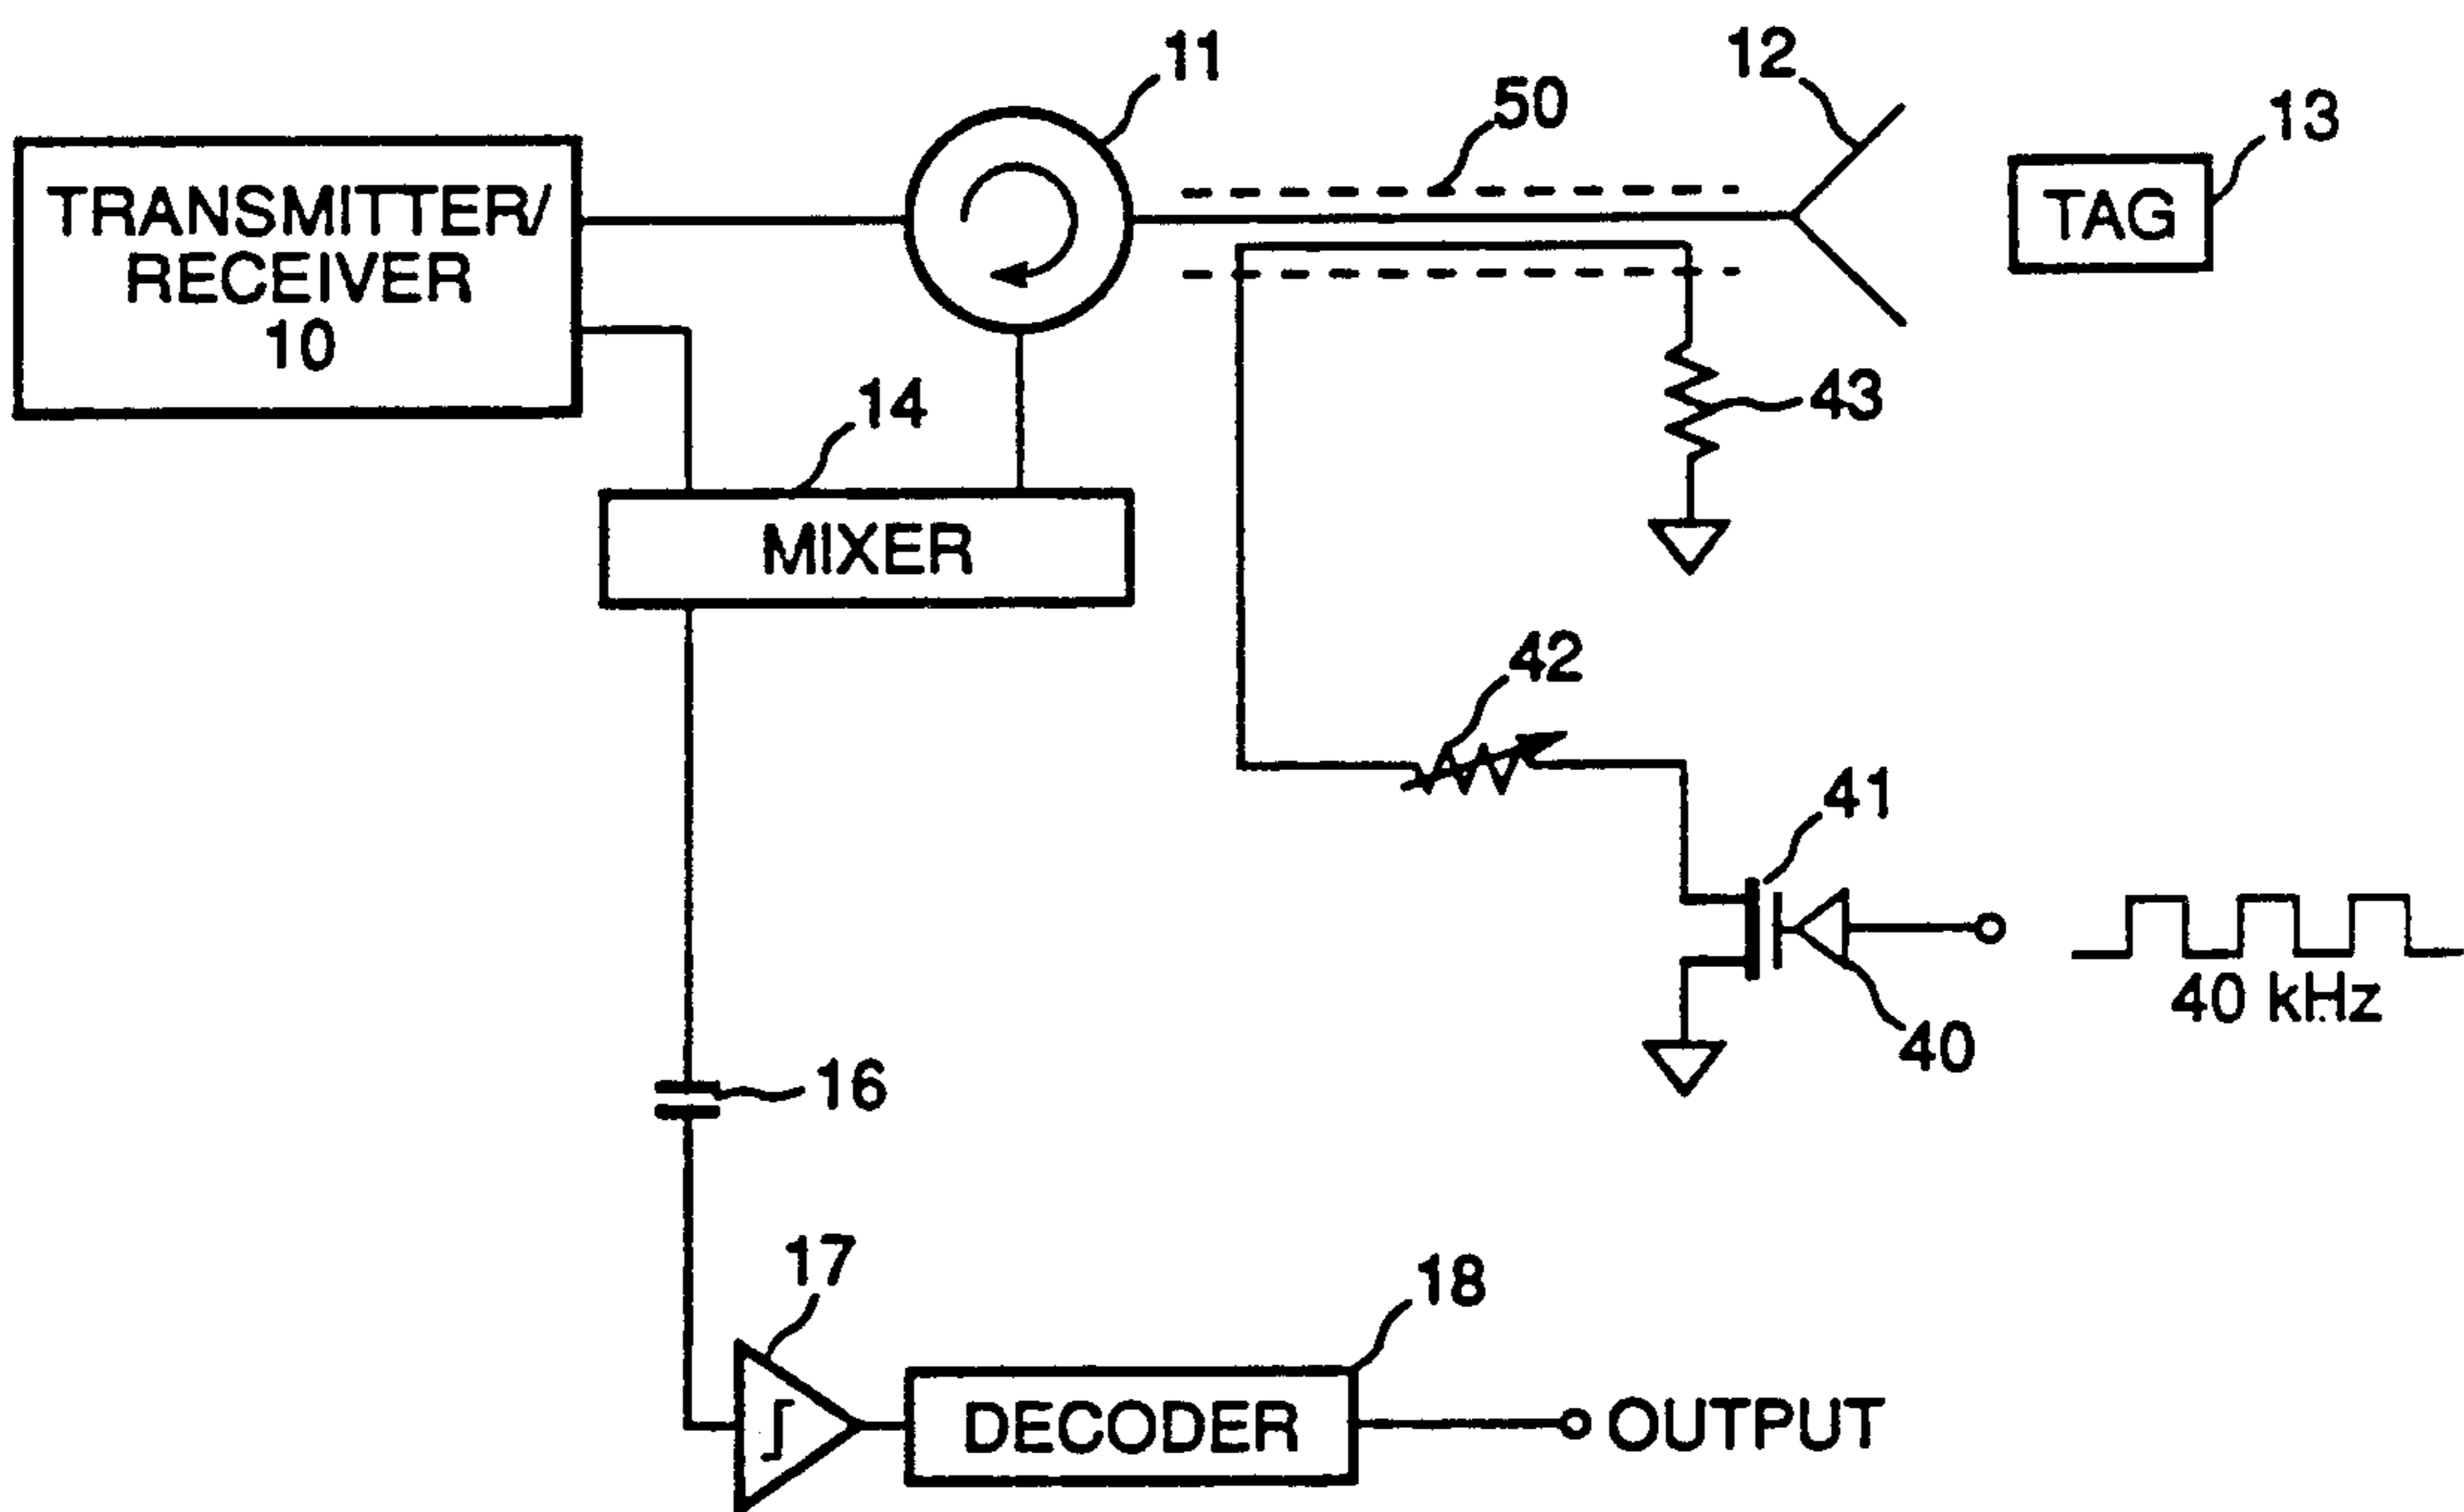 11
50
12
13
TRANSMITTER/
RECEIVER
10
TAG
14
43
MIXER
42
41
40 kHz
40
16
17
18
DECODER
OUTPUT